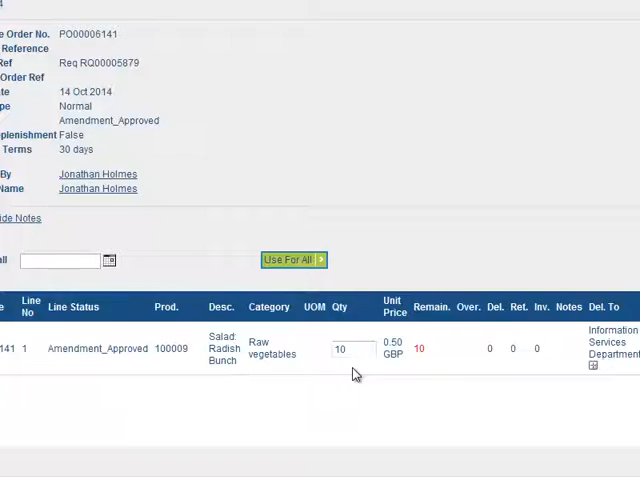 4
e Order No. PO00006141
Reference
Ref Req RQ00005879
Order Ref
te 14 Oct 2014
pe Normal
Amendment_Approved
plenishment False
Terms 30 days
By Jonathan Holmes
Name Jonathan Holmes
ide Notes
all Use For All
e Line No Line Status Prod. Desc. Category UOM Qty Unit Price Remain. Over. Del. Ret. Inv. Notes Del. To
141 1 Amendment_Approved 100009 Salad: Radish Bunch Raw vegetables 10 0.50 GBP 10 0 0 0 Information Services Department